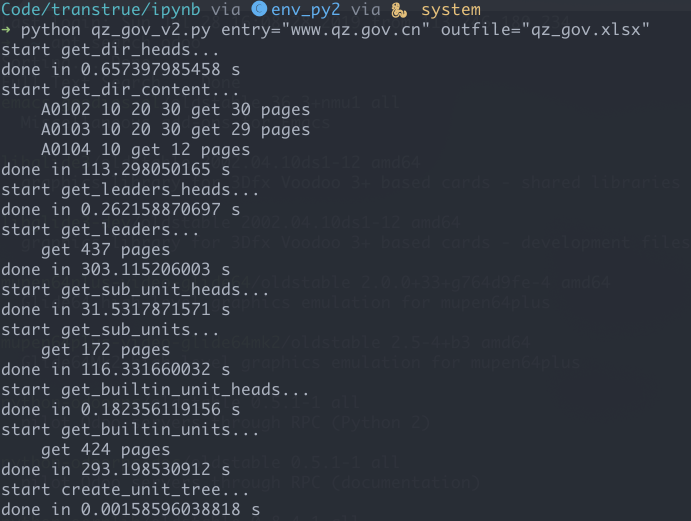 Code/transtrue/ipynb via C env_py2 via system
→ python qz_gov_v2.py entry="www.qz.gov.cn" outfile="qz_gov.xlsx"
start get_dir_heads...
done in 0.657397985458 s
start get_dir_content...
A0102 10 20 30 get 30 pages
A0103 10 20 30 get 29 pages
A0104 10 get 12 pages
done in 113.298050165 s
start get_leaders_heads...
done in 0.262158870697 s
start get_leaders...
get 437 pages
done in 303.115206003 s
start get_sub_unit_heads...
done in 31.5317871571 s
start get_sub_units...
get 172 pages
done in 116.331660032 s
start get_builtin_unit_heads...
done in 0.182356119156 s
start get_builtin_units...
get 424 pages
done in 293.198530912 s
start create_unit_tree...
done in 0.00158596038818 s